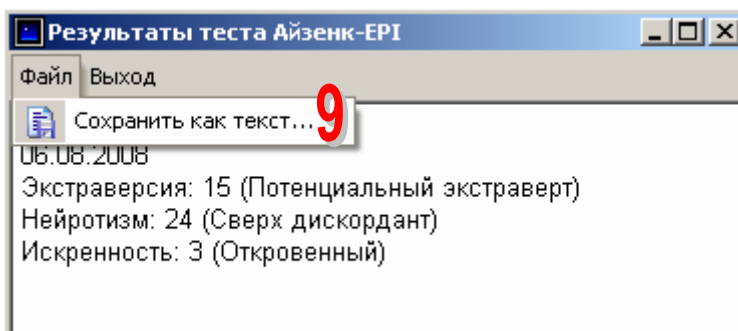 Результаты теста Айзенк-EPI
Файл Выход
Сохранить как текст... 9
06.08.2008
Экстраверсия: 15 (Потенциальный экстраверт)
Нейротизм: 24 (Сверх дискордант)
Искренность: 3 (Откровенный)